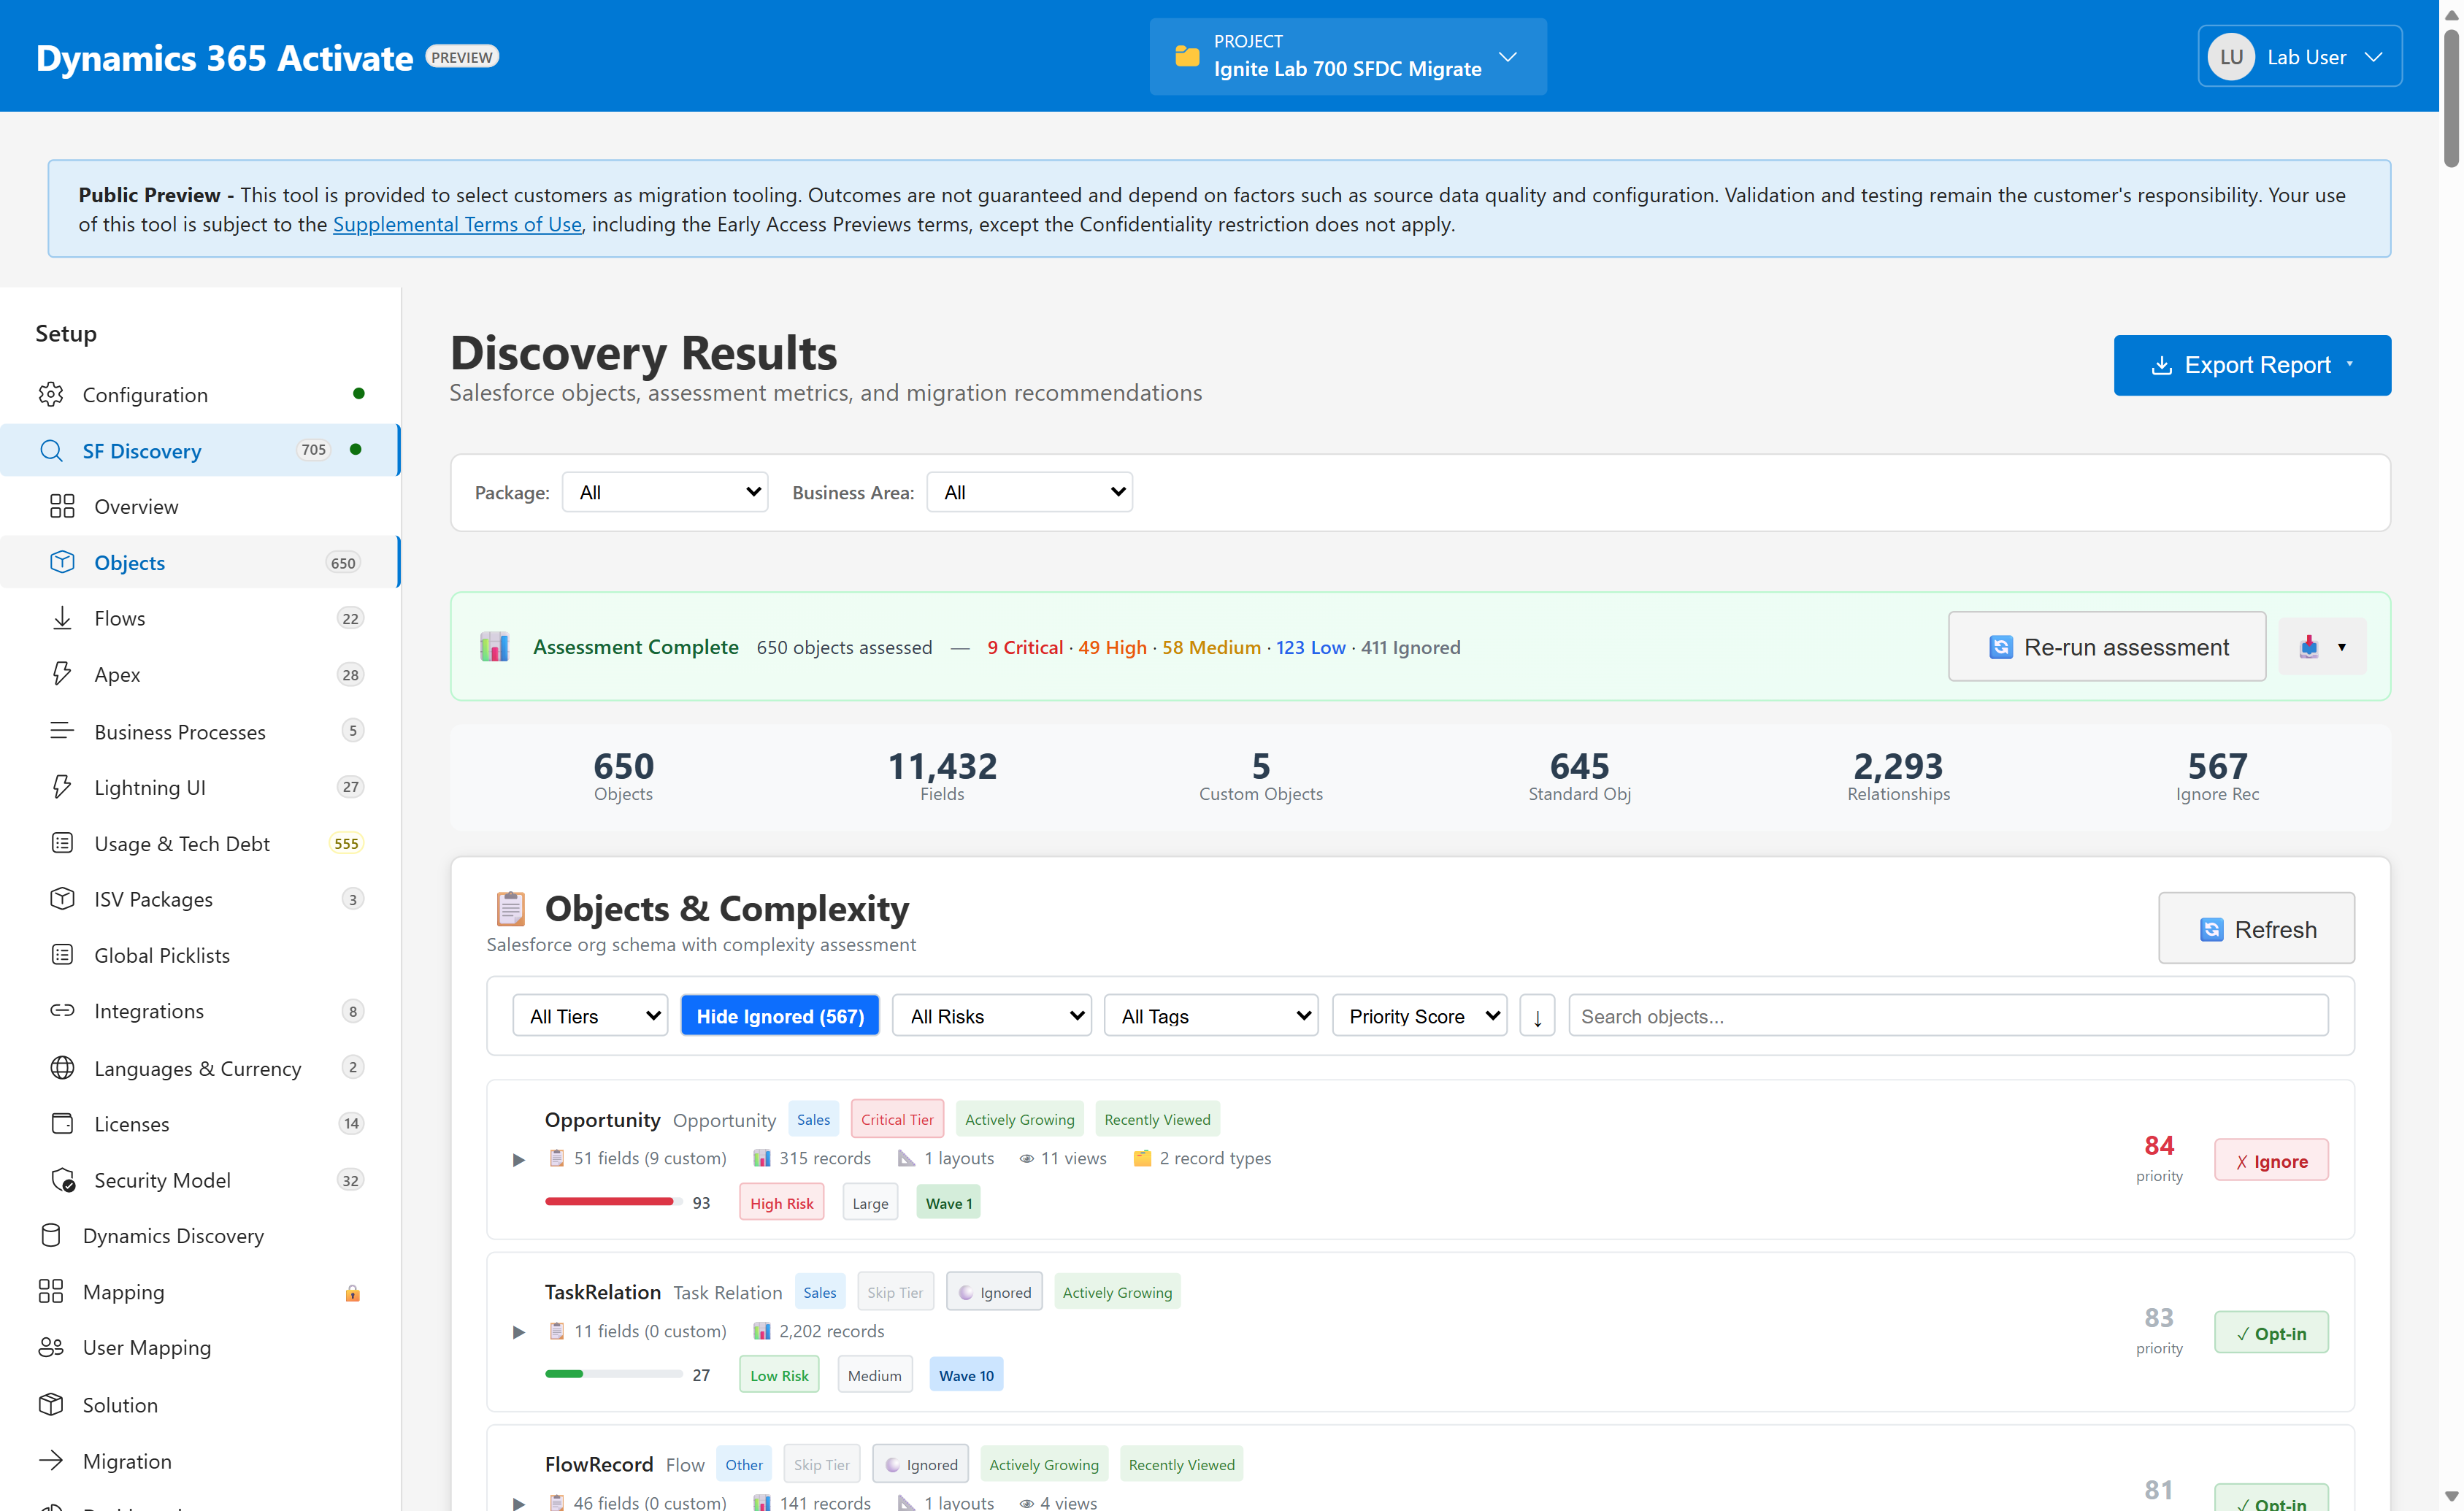 Dynamics 365 Activate PREVIEW
PROJECT
Ignite Lab 700 SFDC Migrate
LU Lab User
Public Preview - This tool is provided to select customers as migration tooling. Outcomes are not guaranteed and depend on factors such as source data quality and configuration. Validation and testing remain the customer's responsibility. Your use
of this tool is subject to the Supplemental Terms of Use, including the Early Access Previews terms, except the Confidentiality restriction does not apply.
Setup
Configuration
SF Discovery 705
Overview
Objects 650
Flows 22
Apex 28
Business Processes 5
Lightning UI 27
Usage & Tech Debt 555
ISV Packages 3
Global Picklists
Integrations 8
Languages & Currency 2
Licenses 14
Security Model 32
Dynamics Discovery
Mapping
User Mapping
Solution
Migration
Discovery Results
Salesforce objects, assessment metrics, and migration recommendations
Export Report
Package: All Business Area: All
Assessment Complete 650 objects assessed — 9 Critical · 49 High · 58 Medium · 123 Low · 411 Ignored
Re-run assessment
650 11,432 5 645 2,293 567
Objects Fields Custom Objects Standard Obj Relationships Ignore Rec
Objects & Complexity
Salesforce org schema with complexity assessment
Refresh
All Tiers Hide Ignored (567) All Risks All Tags Priority Score ↓ Search objects...
Opportunity Opportunity Sales Critical Tier Actively Growing Recently Viewed
51 fields (9 custom) 315 records 1 layouts 11 views 2 record types
93 High Risk Large Wave 1
84
priority
✗ Ignore
TaskRelation Task Relation Sales Skip Tier Ignored Actively Growing
11 fields (0 custom) 2,202 records
27 Low Risk Medium Wave 10
83
priority
✓ Opt-in
FlowRecord Flow Other Skip Tier Ignored Actively Growing Recently Viewed
46 fields (0 custom) 141 records 1 layouts 4 views
81
✓ Opt-in